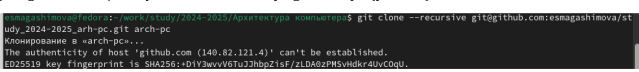 esmagashimova@fedora:~/work/study/2024-2025/Архитектура компьютера$ git clone --recursive git@github.com:esmagashimova/st
udy_2024-2025_arh-pc.git arch-pc
Клонирование в «arch-pc»...
The authenticity of host 'github.com (140.82.121.4)' can't be established.
ED25519 key fingerprint is SHA256:+DiY3wvvV6TuJJhbpZisF/zLDA0zPMSvHdkr4UvCOqU.